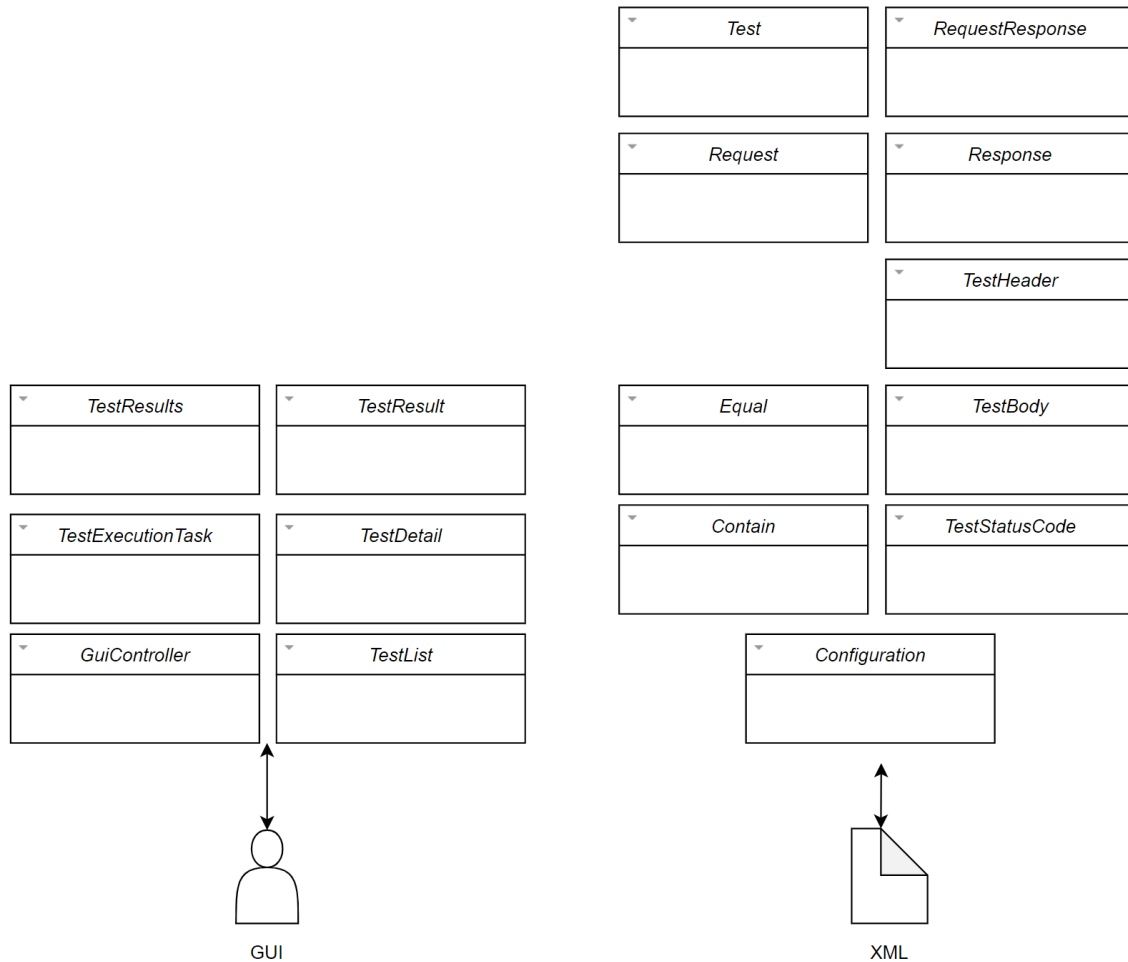 Test
RequestResponse
Request
Response
TestHeader
TestResults
TestResult
Equal
TestBody
TestExecutionTask
TestDetail
Contain
TestStatusCode
GuiController
TestList
Configuration
GUI
XML